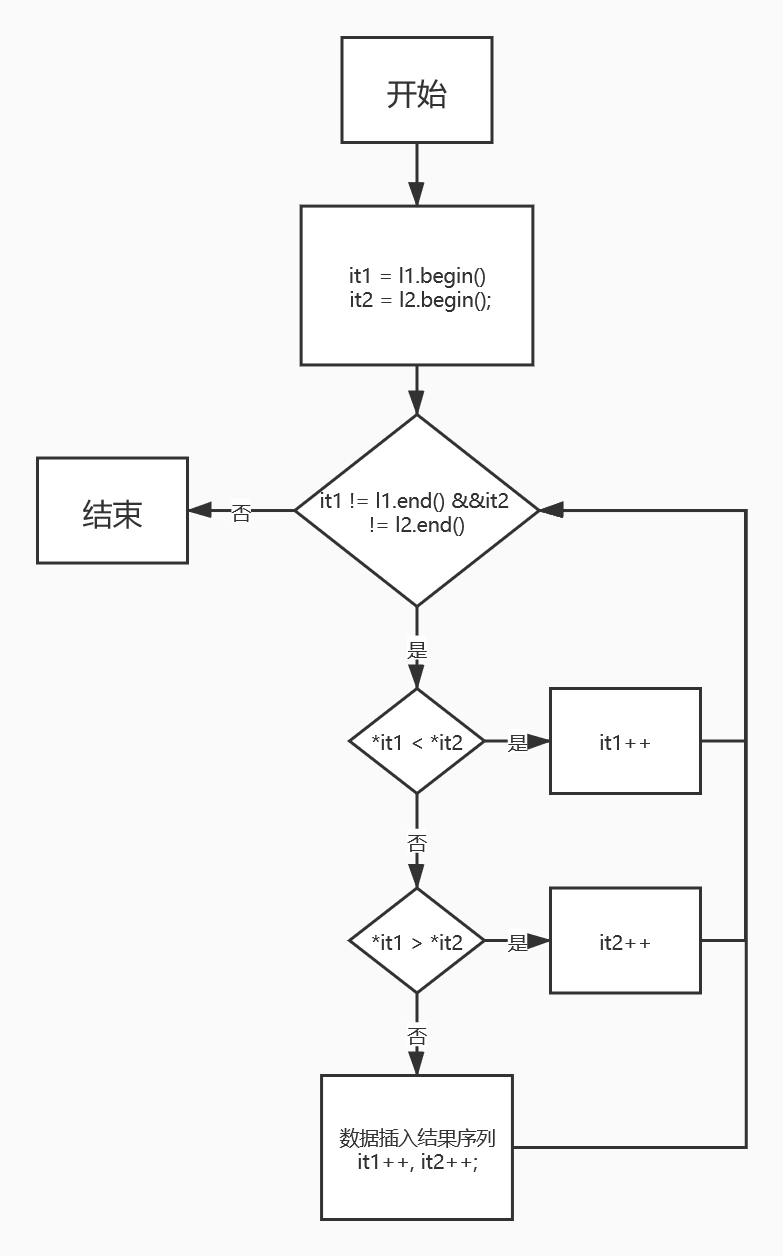 开始
it1 = l1.begin()
it2 = l2.begin();
it1 != l1.end() &&it2
!= l2.end()
否
结束
是
*it1 < *it2
是
it1++
否
*it1 > *it2
是
it2++
否
数据插入结果序列
it1++, it2++;